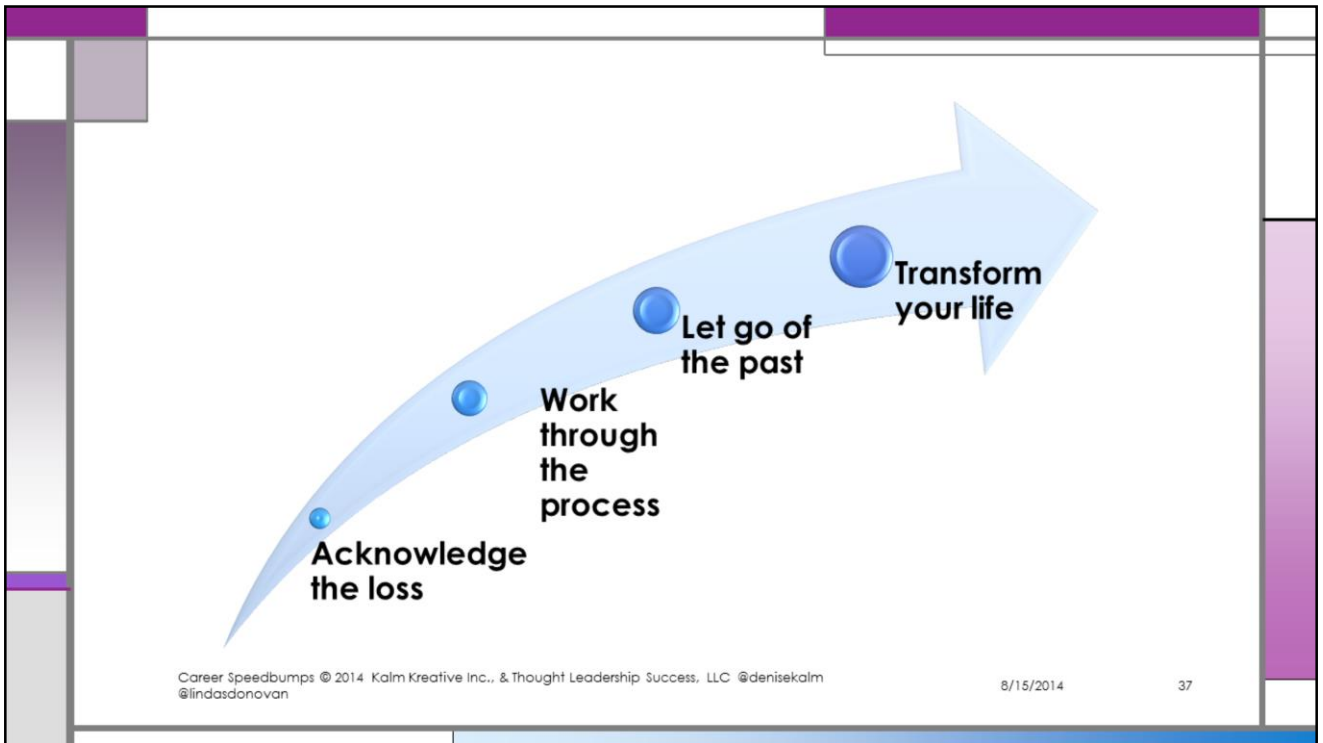 Acknowledge
the loss
Work
through
the
process
Let go of
the past
Transform
your life
Career Speedbumps © 2014 Kalm Kreative Inc., & Thought Leadership Success, LLC @denisekalm
@lindasdonovan
8/15/2014
37